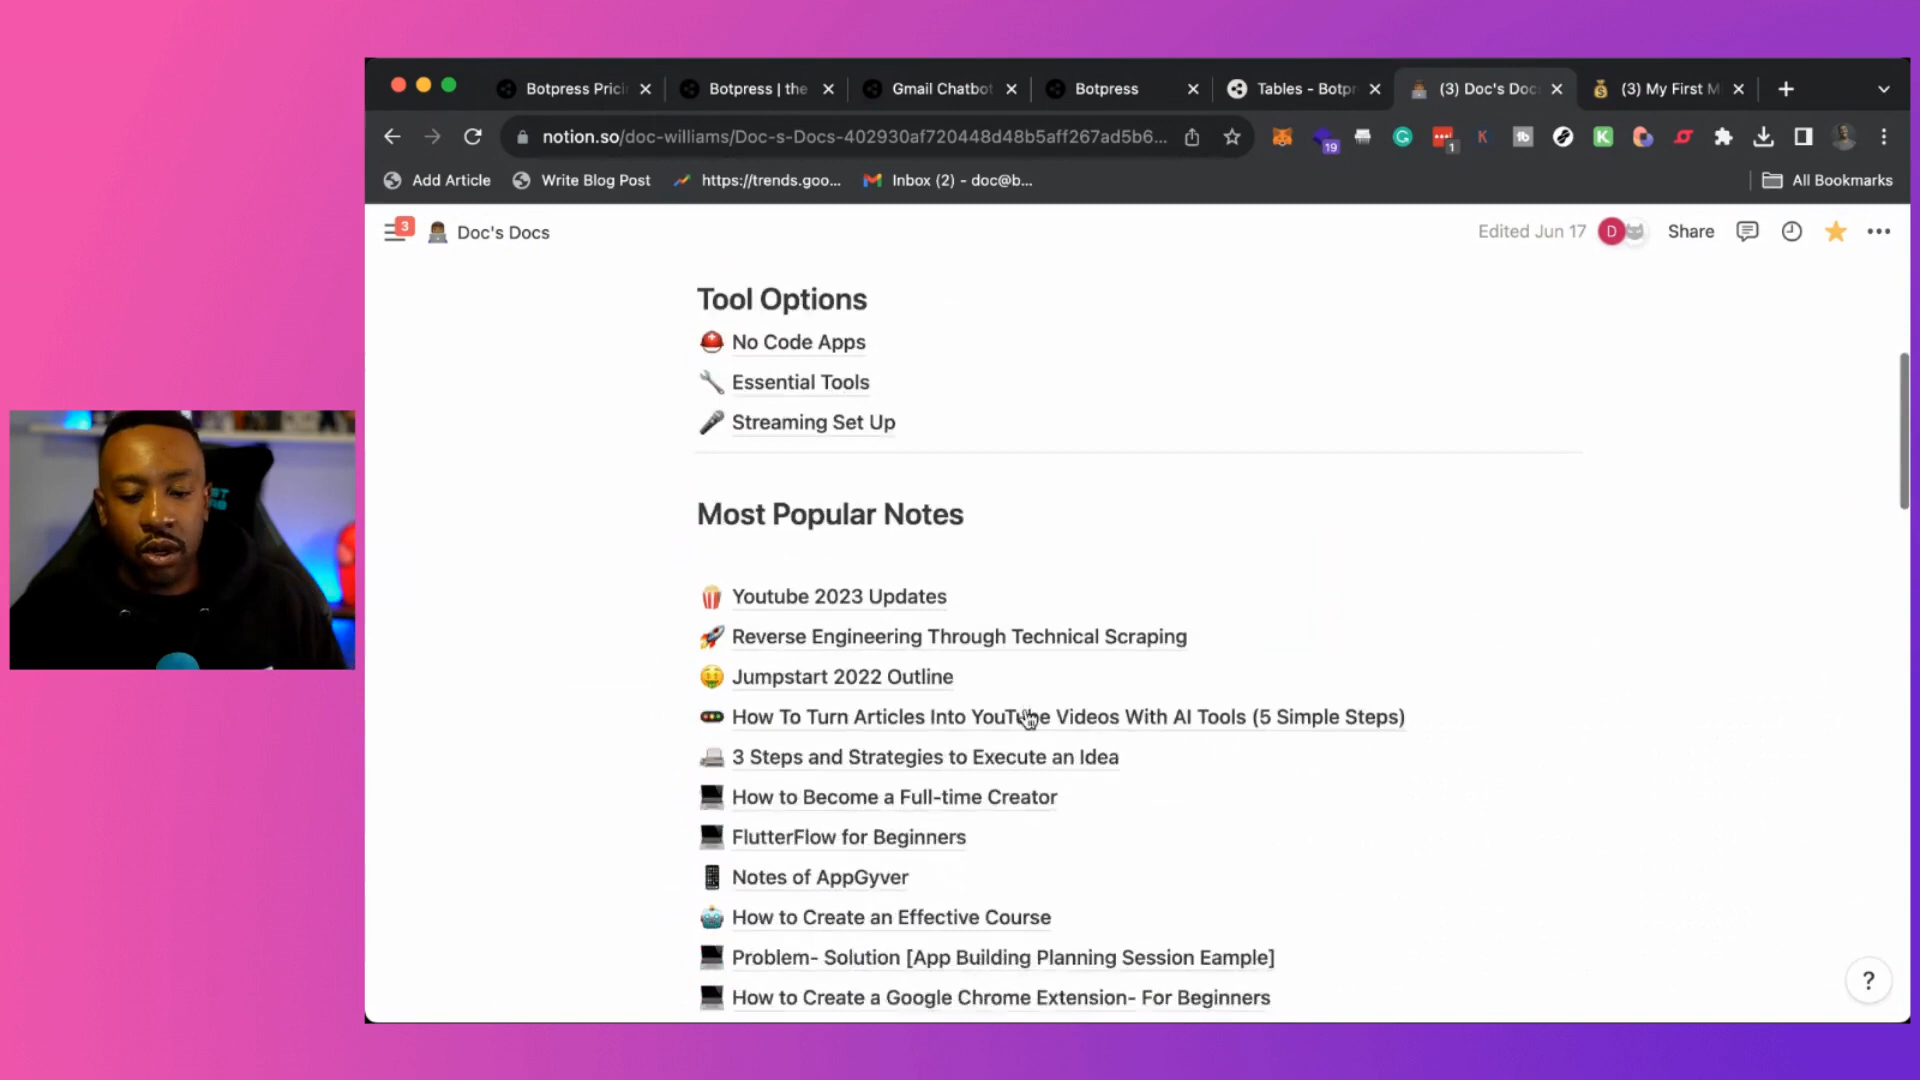 Botpress Pricin
Botpress | the
Gmail Chatbot
Botpress
Tables - Botpr
(3) Doc's Doc
(3) My First M
notion.so/doc-williams/Doc-s-Docs-402930af720448d48b5aff267ad5b6...
19
1
Add Article
Write Blog Post
https://trends.goo...
Inbox (2) - doc@b...
All Bookmarks
3
Doc's Docs
Edited Jun 17
D
Share
Tool Options
No Code Apps
Essential Tools
Streaming Set Up
Most Popular Notes
Youtube 2023 Updates
Reverse Engineering Through Technical Scraping
Jumpstart 2022 Outline
How To Turn Articles Into YouTube Videos With AI Tools (5 Simple Steps)
3 Steps and Strategies to Execute an Idea
How to Become a Full-time Creator
FlutterFlow for Beginners
Notes of AppGyver
How to Create an Effective Course
Problem- Solution [App Building Planning Session Eample]
How to Create a Google Chrome Extension- For Beginners
?